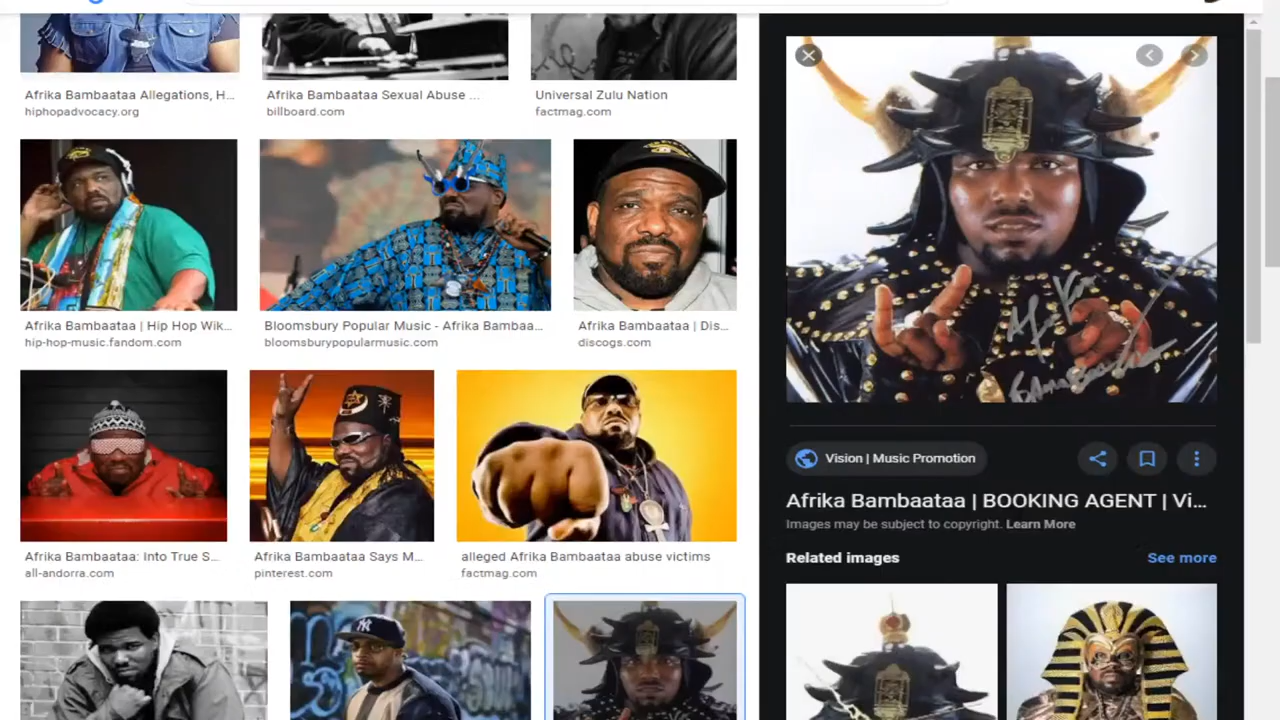 Afrika Bambaataa Allegations, H...
hiphopadvocacy.org
Afrika Bambaataa Sexual Abuse ...
billboard.com
Universal Zulu Nation
factmag.com
Afrika Bambaataa | Hip Hop Wik...
hip-hop-music.fandom.com
Bloomsbury Popular Music - Afrika Bambaa...
bloomsburypopularmusic.com
Afrika Bambaataa | Dis...
discogs.com
Afrika Bambaataa: Into True S...
all-andorra.com
Afrika Bambaataa Says M...
pinterest.com
alleged Afrika Bambaataa abuse victims
factmag.com
Vision | Music Promotion
Afrika Bambaataa | BOOKING AGENT | Vi...
Images may be subject to copyright. Learn More
Related images
See more